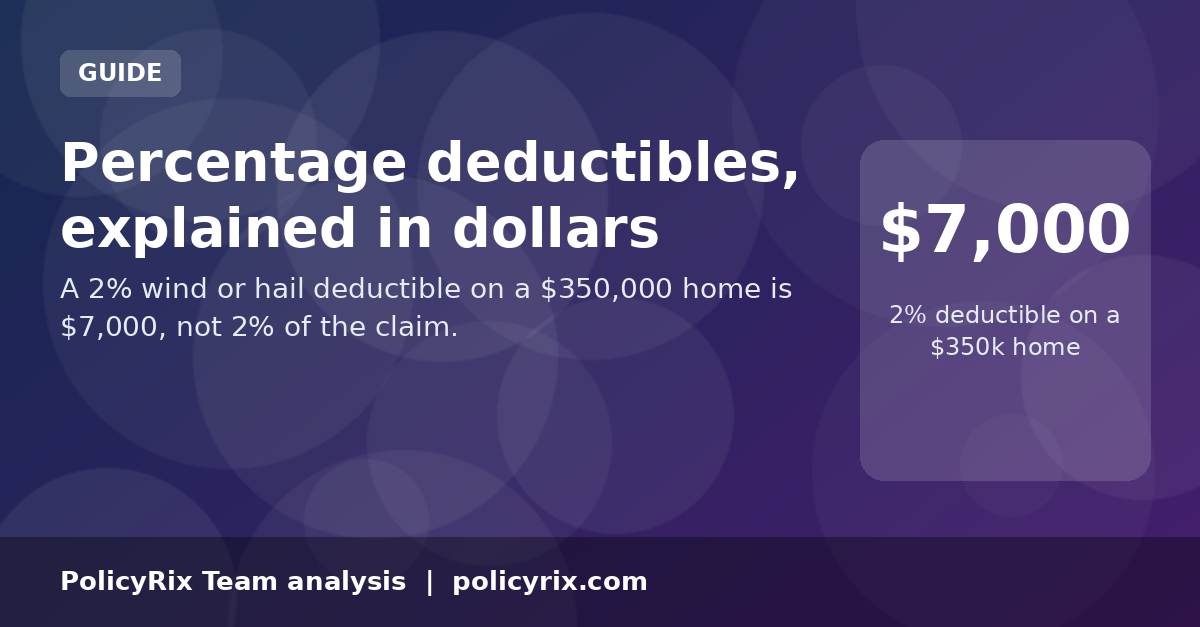 GUIDE
Percentage deductibles,
explained in dollars
A 2% wind or hail deductible on a $350,000 home is
$7,000, not 2% of the claim.
$7,000
2% deductible on a
$350k home
PolicyRix Team analysis | policyrix.com